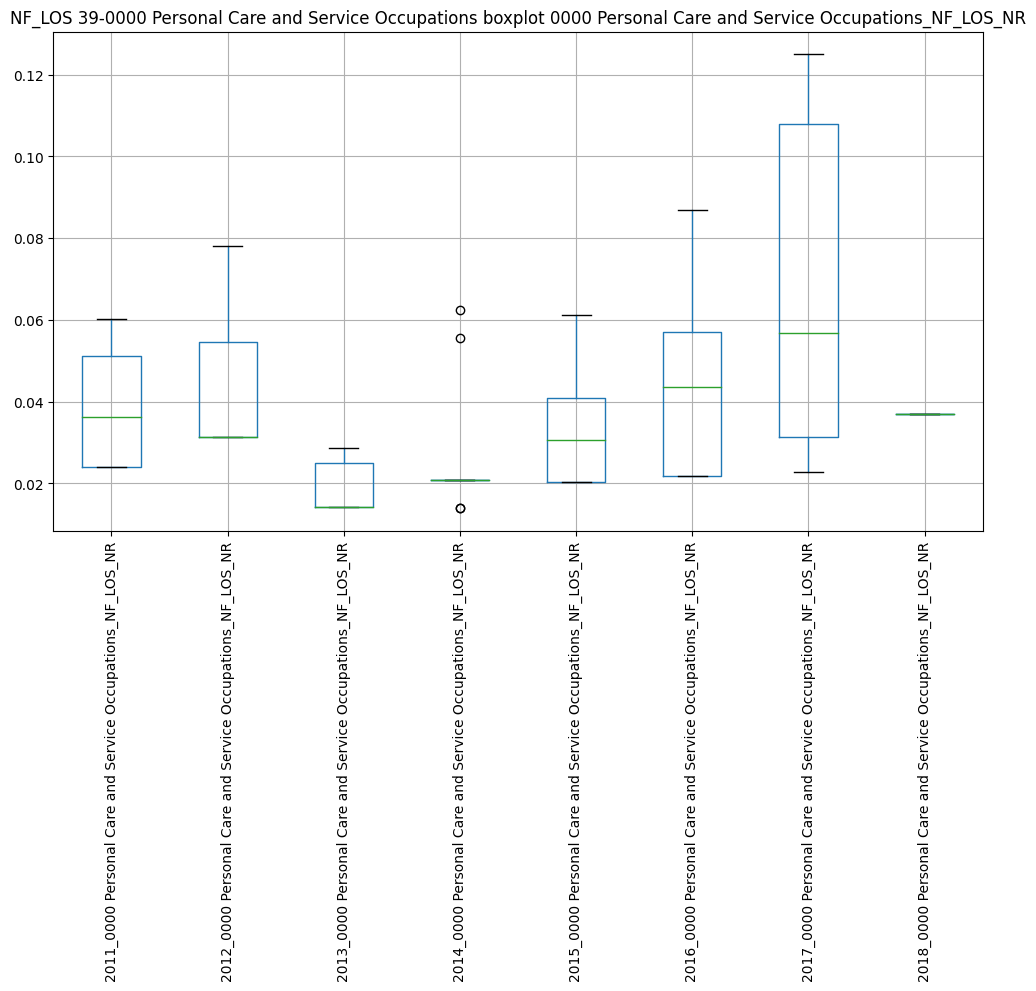 NF_LOS 39-0000 Personal Care and Service Occupations boxplot 0000 Personal Care and Service Occupations_NF_LOS_NR
0.12
0.10
0.08
0.06
0.04
0.02
2011_0000 Personal Care and Service Occupations_NF_LOS_NR
2012_0000 Personal Care and Service Occupations_NF_LOS_NR
2013_0000 Personal Care and Service Occupations_NF_LOS_NR
2014_0000 Personal Care and Service Occupations_NF_LOS_NR
2015_0000 Personal Care and Service Occupations_NF_LOS_NR
2016_0000 Personal Care and Service Occupations_NF_LOS_NR
2017_0000 Personal Care and Service Occupations_NF_LOS_NR
2018_0000 Personal Care and Service Occupations_NF_LOS_NR